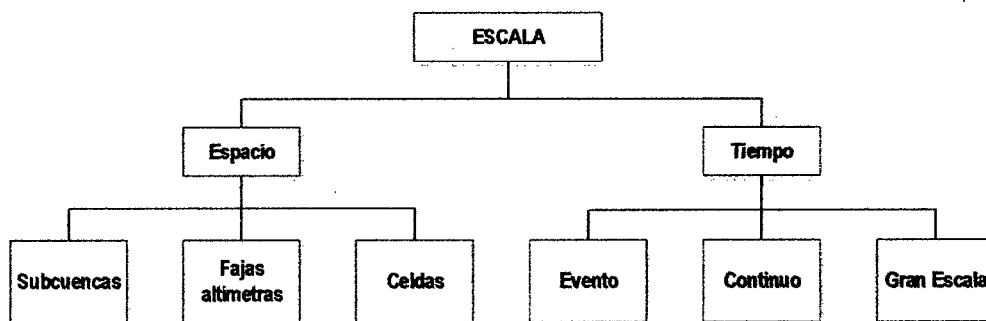 ESCALA
Espacio
Tiempo
Subcuencas
Fajas
altimetras
Celdas
Evento
Continuo
Gran Escala